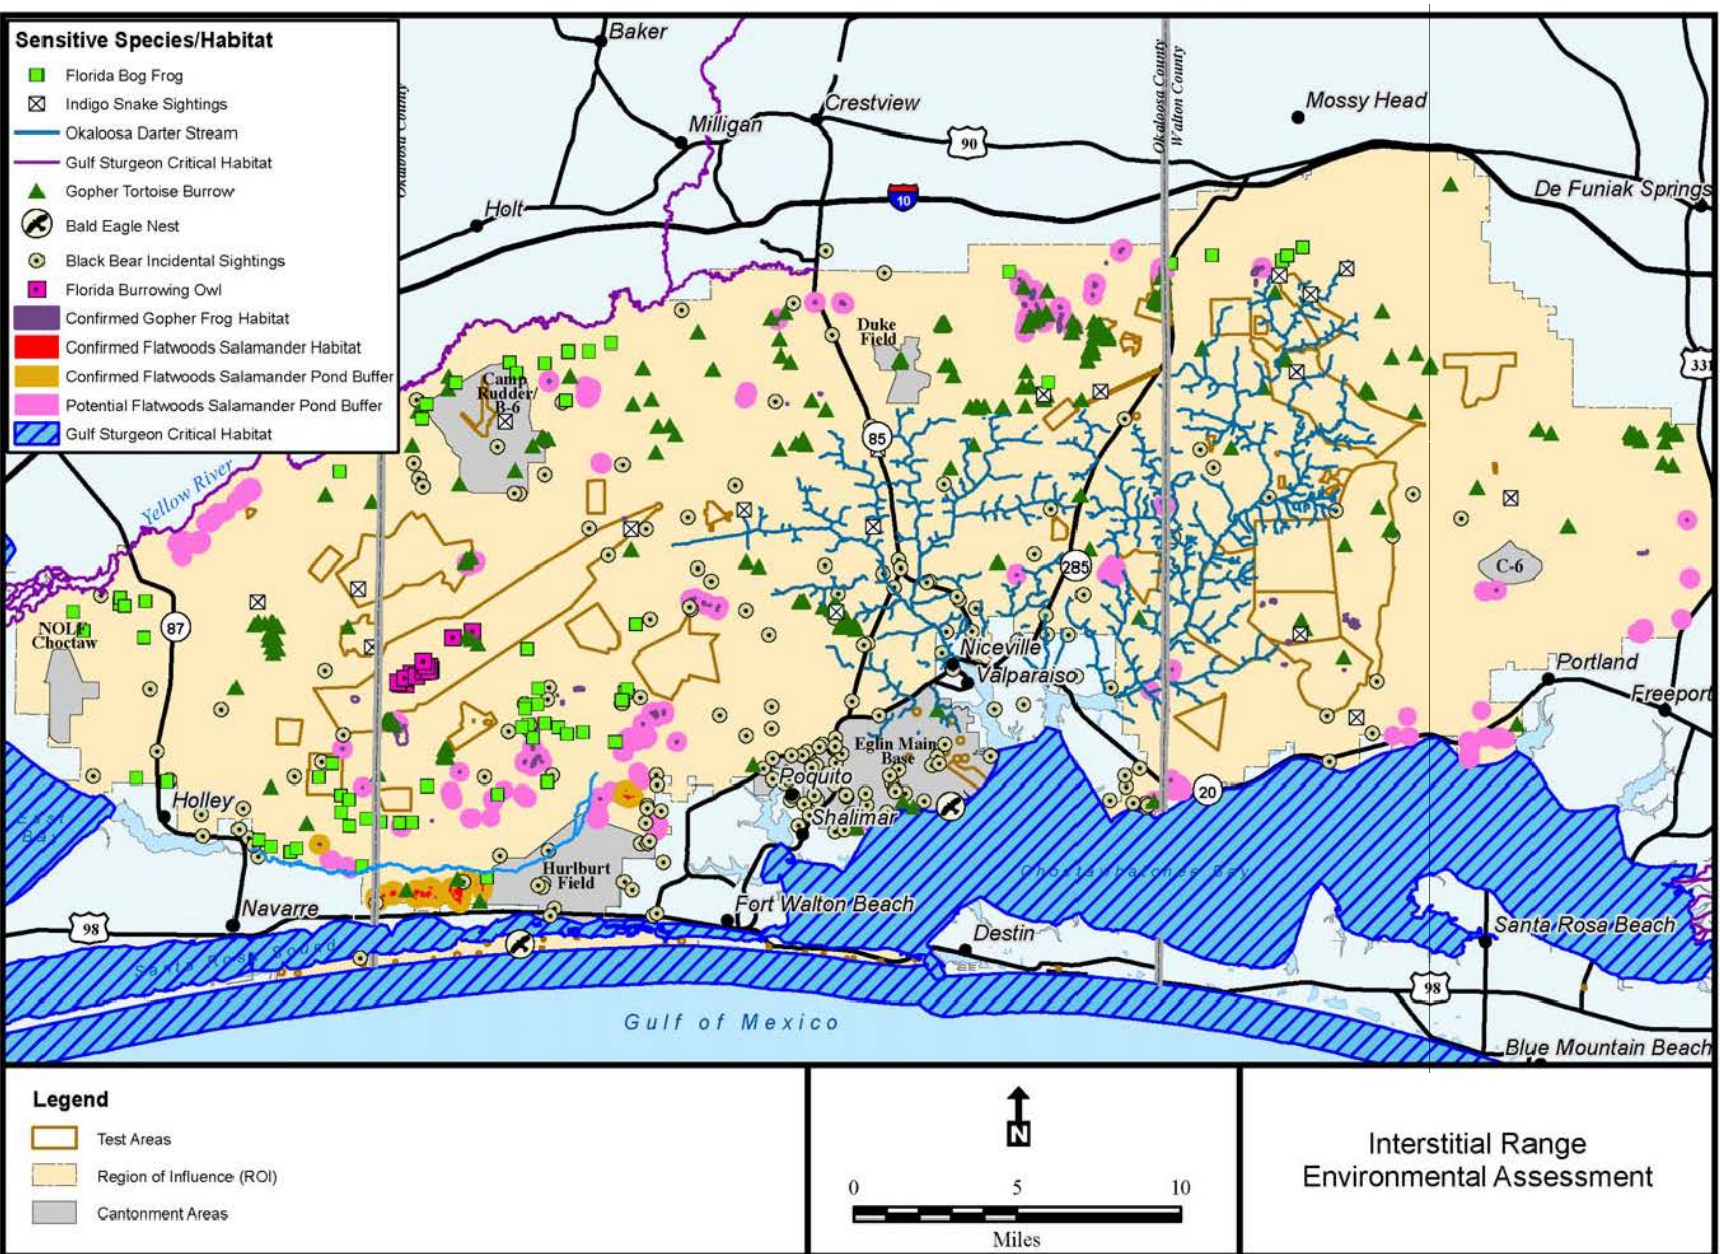 Sensitive Species/Habitat
Florida Bog Frog
Indigo Snake Sightings
Okaloosa Darter Stream
Gulf Sturgeon Critical Habitat
Gopher Tortoise Burrow
Bald Eagle Nest
Black Bear Incidental Sightings
Florida Burrowing Owl
Confirmed Gopher Frog Habitat
Confirmed Flatwoods Salamander Habitat
Confirmed Flatwoods Salamander Pond Buffer
Potential Flatwoods Salamander Pond Buffer
Gulf Sturgeon Critical Habitat
Baker
Crestview
Milligan
Mossy Head
90
Okaloosa County
Okaloosa County
Walton County
Holt
10
De Funiak Springs
Duke
Field
331
Camp
Rudder/
B-6
85
Yellow River
285
C-6
NOLF
Choctaw
87
Niceville
Valparaiso
Portland
Freeport
Eglin Main
Base
Poquito
20
Holley
Shalimar
East
Bay
Hurlburt
Field
Choctawhatchee Bay
Navarre
Fort Walton Beach
98
Santa Rosa Beach
Destin
Santa Rosa Sound
98
Gulf of Mexico
Blue Mountain Beach
Legend
Test Areas
Region of Influence (ROI)
Cantonment Areas
N
0 5 10
Miles
Interstitial Range
Environmental Assessment